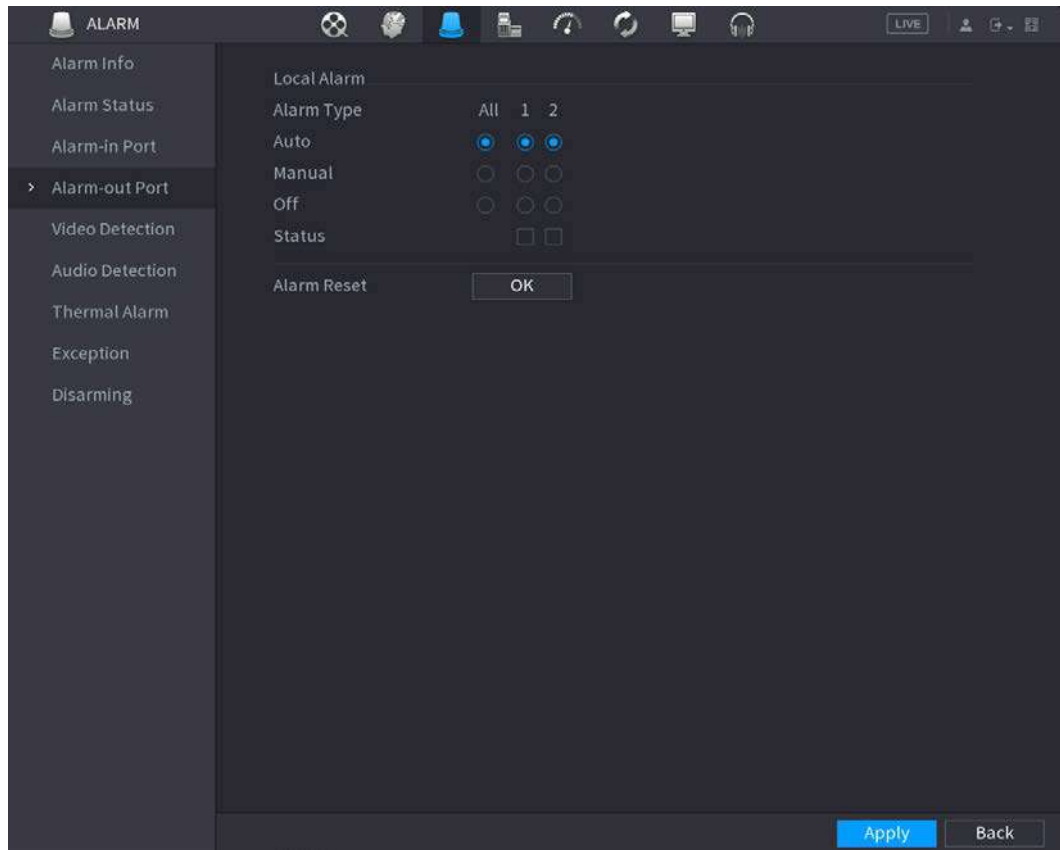 ALARM
LIVE
Alarm Info
Alarm Status
Alarm-in Port
Alarm-out Port
Video Detection
Audio Detection
Thermal Alarm
Exception
Disarming
Local Alarm
Alarm Type All 1 2
Auto
Manual
Off
Status
Alarm Reset OK
Apply Back